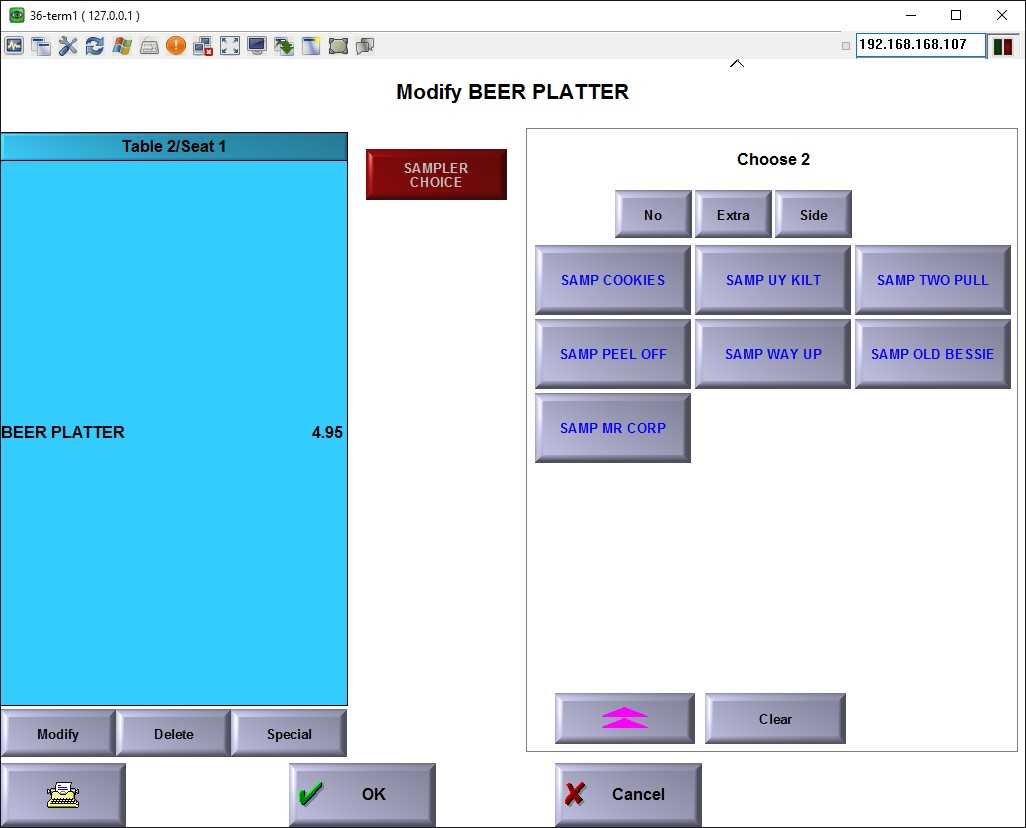 36-term1 ( 127.0.0.1 )
192.168.168.107
Modify BEER PLATTER
Table 2/Seat 1
SAMPLER
CHOICE
Choose 2
No Extra Side
SAMP COOKIES SAMP UY KILT SAMP TWO PULL
SAMP PEEL OFF SAMP WAY UP SAMP OLD BESSIE
SAMP MR CORP
BEER PLATTER 4.95
Clear
Modify Delete Special
OK Cancel